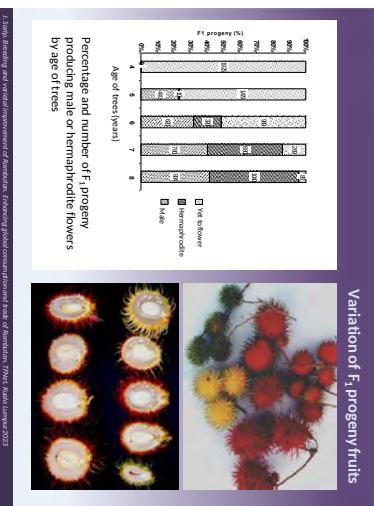 Variation of F1 progeny fruits
F1 progeny (%)
100%
90%
80%
70%
60%
50%
40%
30%
20%
10%
0%
4 5 6 7 8
Age of trees (years)
Yet to flower
Hermaphrodite
Male
Percentage and number of F1 progeny
producing male or hermaphrodite flowers
by age of trees
J. Sarip. Breeding and varietal improvement of Rambutan. Enhancing global consumption and trade of Rambutan. TFNet. Kuala Lumpur 2023